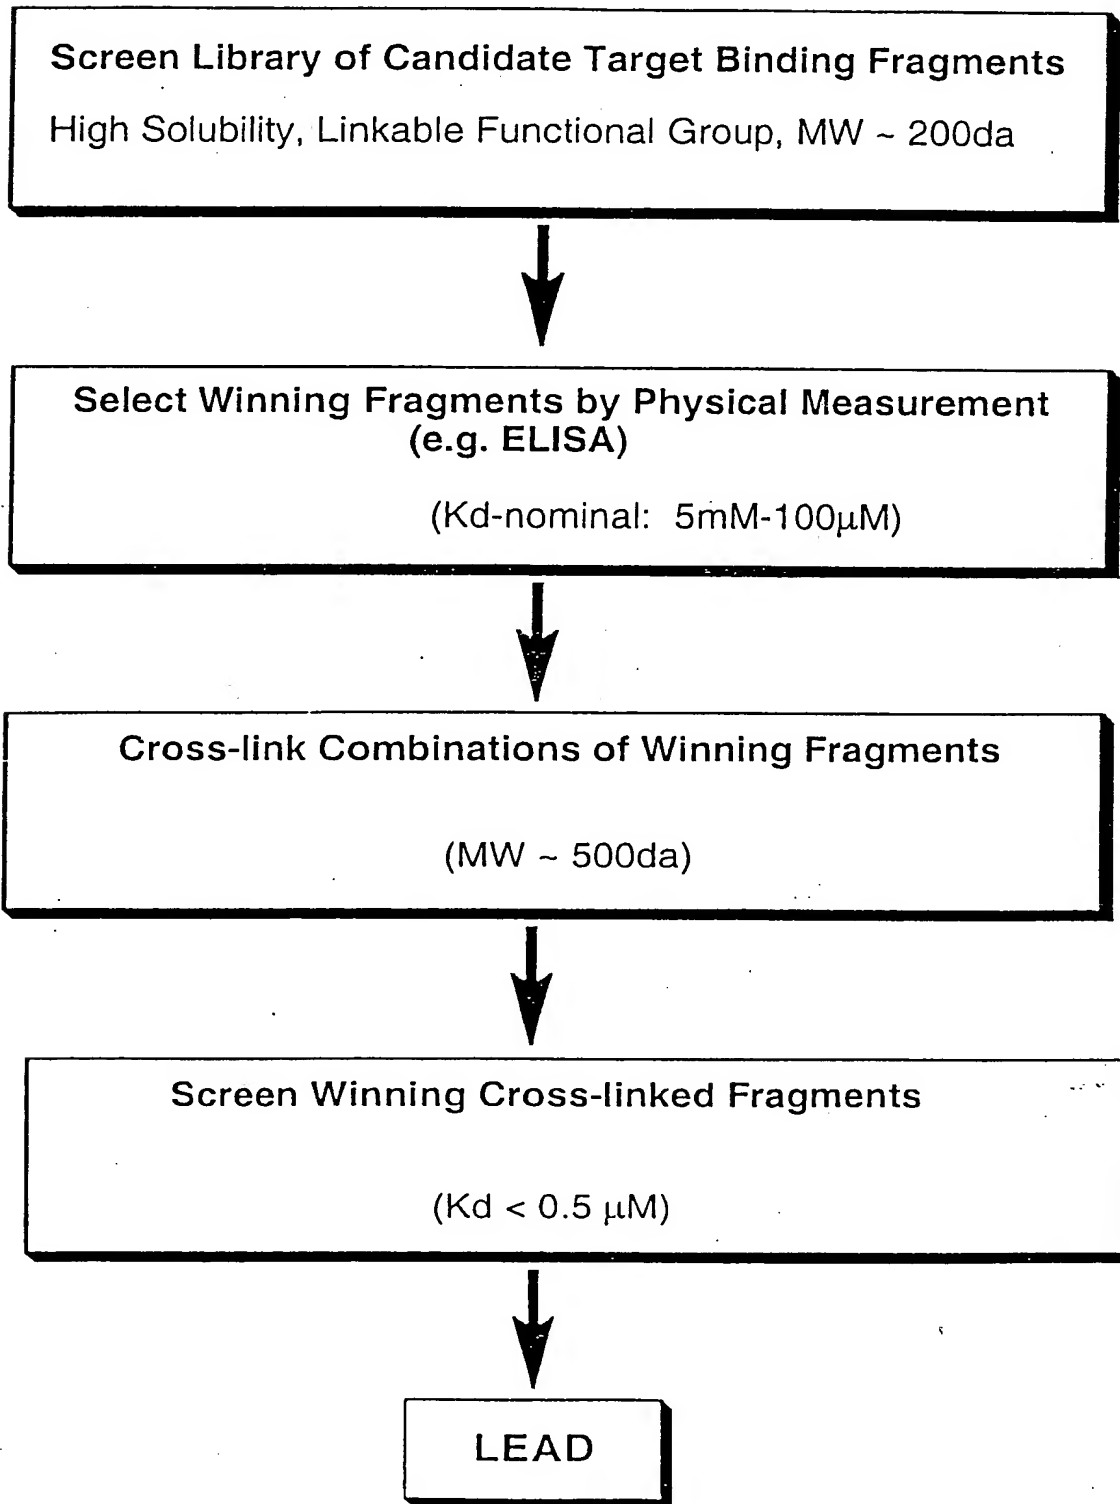 Screen Library of Candidate Target Binding Fragments
High Solubility, Linkable Functional Group, MW ~ 200da
Select Winning Fragments by Physical Measurement
(e.g. ELISA)
(Kd-nominal: 5mM-100µM)
Cross-link Combinations of Winning Fragments
(MW ~ 500da)
Screen Winning Cross-linked Fragments
(Kd < 0.5 µM)
LEAD